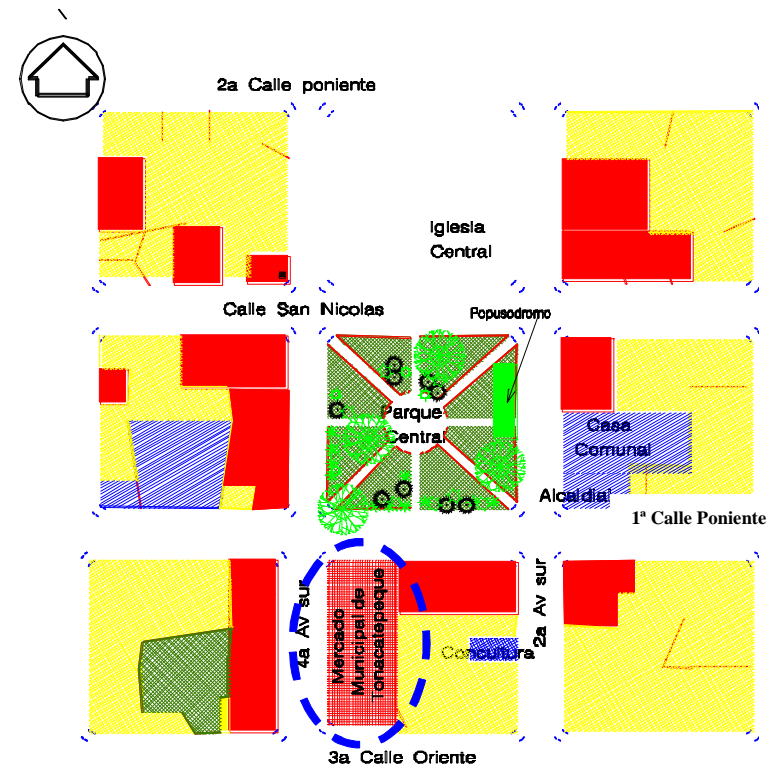 2a Calle poniente
Iglesia
Central
Calle San Nicolas
Popusodromo
Parque
Central
Casa
Comunal
Alcaldia
1ª Calle Poniente
4a Av sur
Mercado
Municipal de
Tonacatepeque
2a Av sur
Concultura
3a Calle Oriente